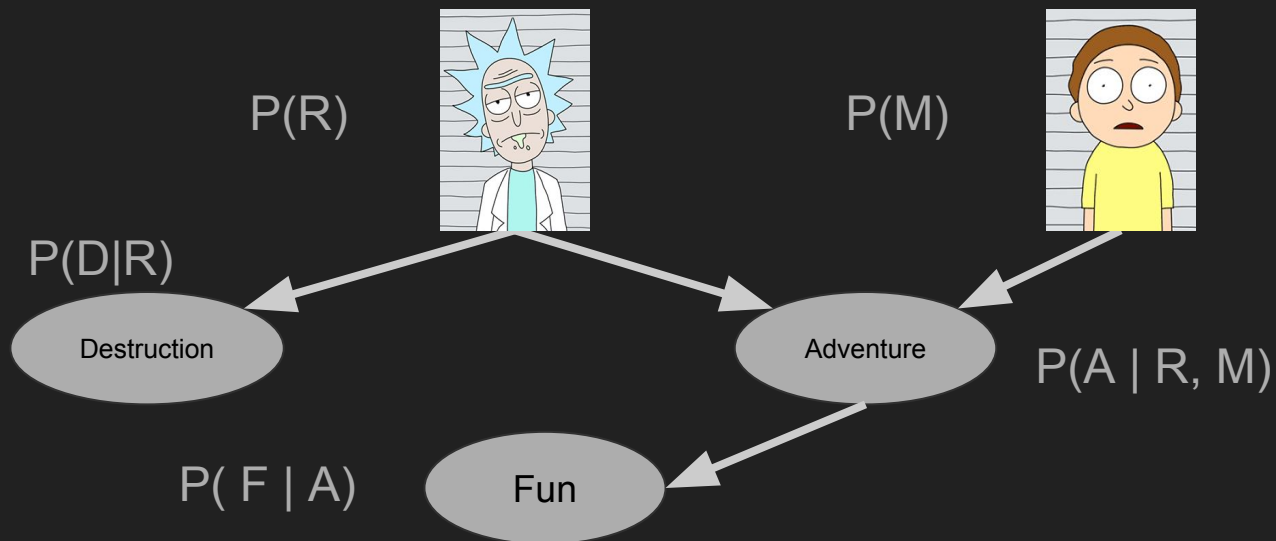 P(R)
P(M)
P(D|R)
Destruction
Adventure
P(A | R, M)
P( F | A)
Fun